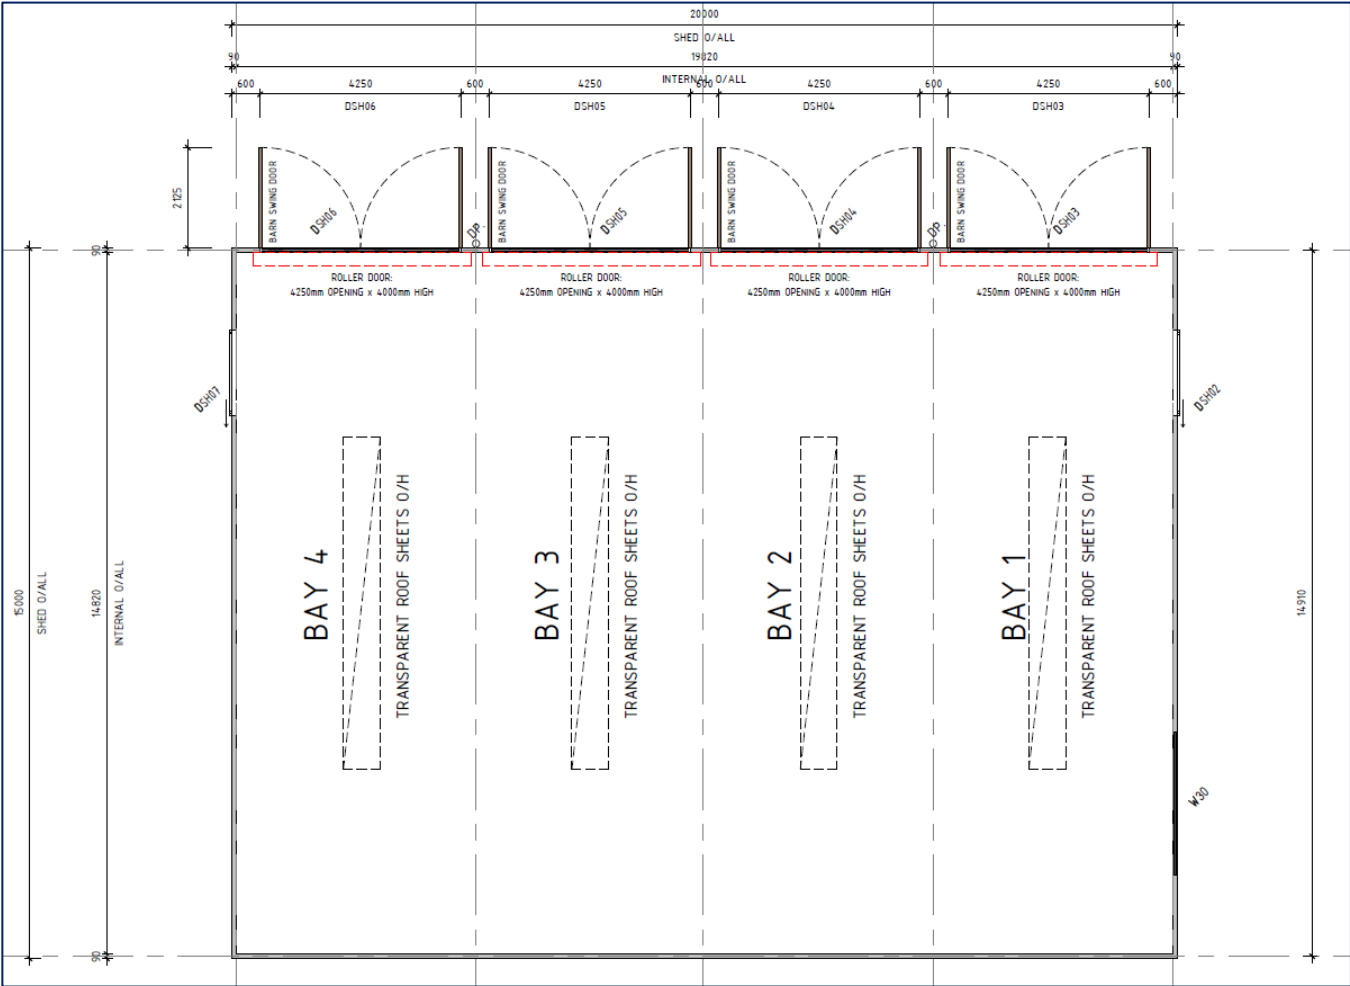 20000
SHED O/ALL
90 19820 90
INTERNAL O/ALL
600 4250 600 4250 600 4250 600 4250 600
DSH06 DSH05 DSH04 DSH03
2125
BARN SWING DOOR
DSH06
DP.
BARN SWING DOOR
DSH05
BARN SWING DOOR
DSH04
DP.
BARN SWING DOOR
DSH03
90
ROLLER DOOR:
4250mm OPENING x 4000mm HIGH
ROLLER DOOR:
4250mm OPENING x 4000mm HIGH
ROLLER DOOR:
4250mm OPENING x 4000mm HIGH
ROLLER DOOR:
4250mm OPENING x 4000mm HIGH
DSH07
DSH02
15000
SHED O/ALL
14820
INTERNAL O/ALL
BAY 4
TRANSPARENT ROOF SHEETS O/H
BAY 3
TRANSPARENT ROOF SHEETS O/H
BAY 2
TRANSPARENT ROOF SHEETS O/H
BAY 1
TRANSPARENT ROOF SHEETS O/H
14910
W30
90